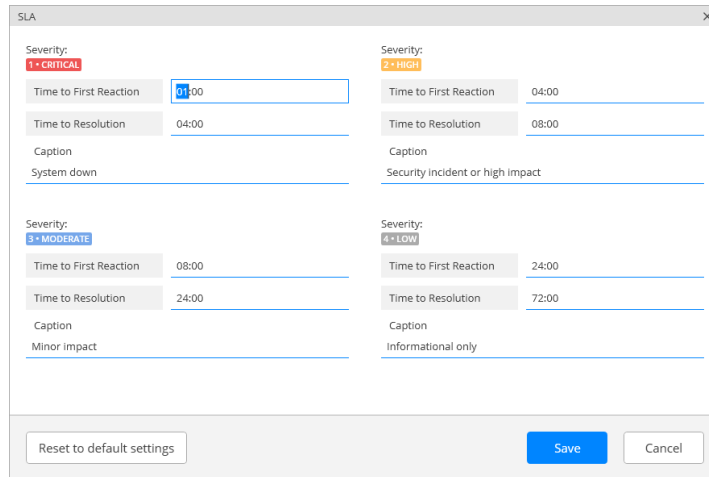 SLA
Severity:
1 • CRITICAL
Time to First Reaction 01:00
Time to Resolution 04:00
Caption
System down
Severity:
2 • HIGH
Time to First Reaction 04:00
Time to Resolution 08:00
Caption
Security incident or high impact
Severity:
3 • MODERATE
Time to First Reaction 08:00
Time to Resolution 24:00
Caption
Minor impact
Severity:
4 • LOW
Time to First Reaction 24:00
Time to Resolution 72:00
Caption
Informational only
Reset to default settings
Save
Cancel